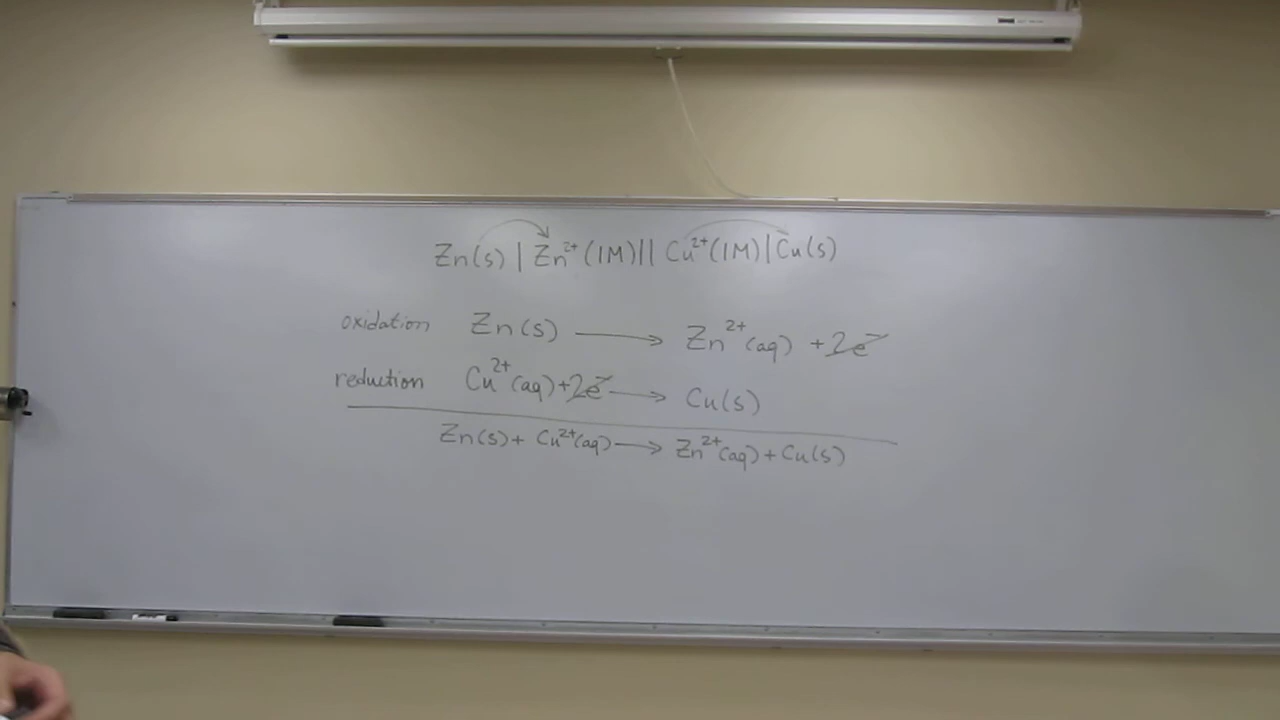 Zn(s) | Zn²⁺(1M) || Cu²⁺(1M) | Cu(s)
oxidation Zn(s) ⟶ Zn²⁺(aq) + 2e⁻
reduction Cu²⁺(aq) + 2e⁻ ⟶ Cu(s)
Zn(s) + Cu²⁺(aq) ⟶ Zn²⁺(aq) + Cu(s)